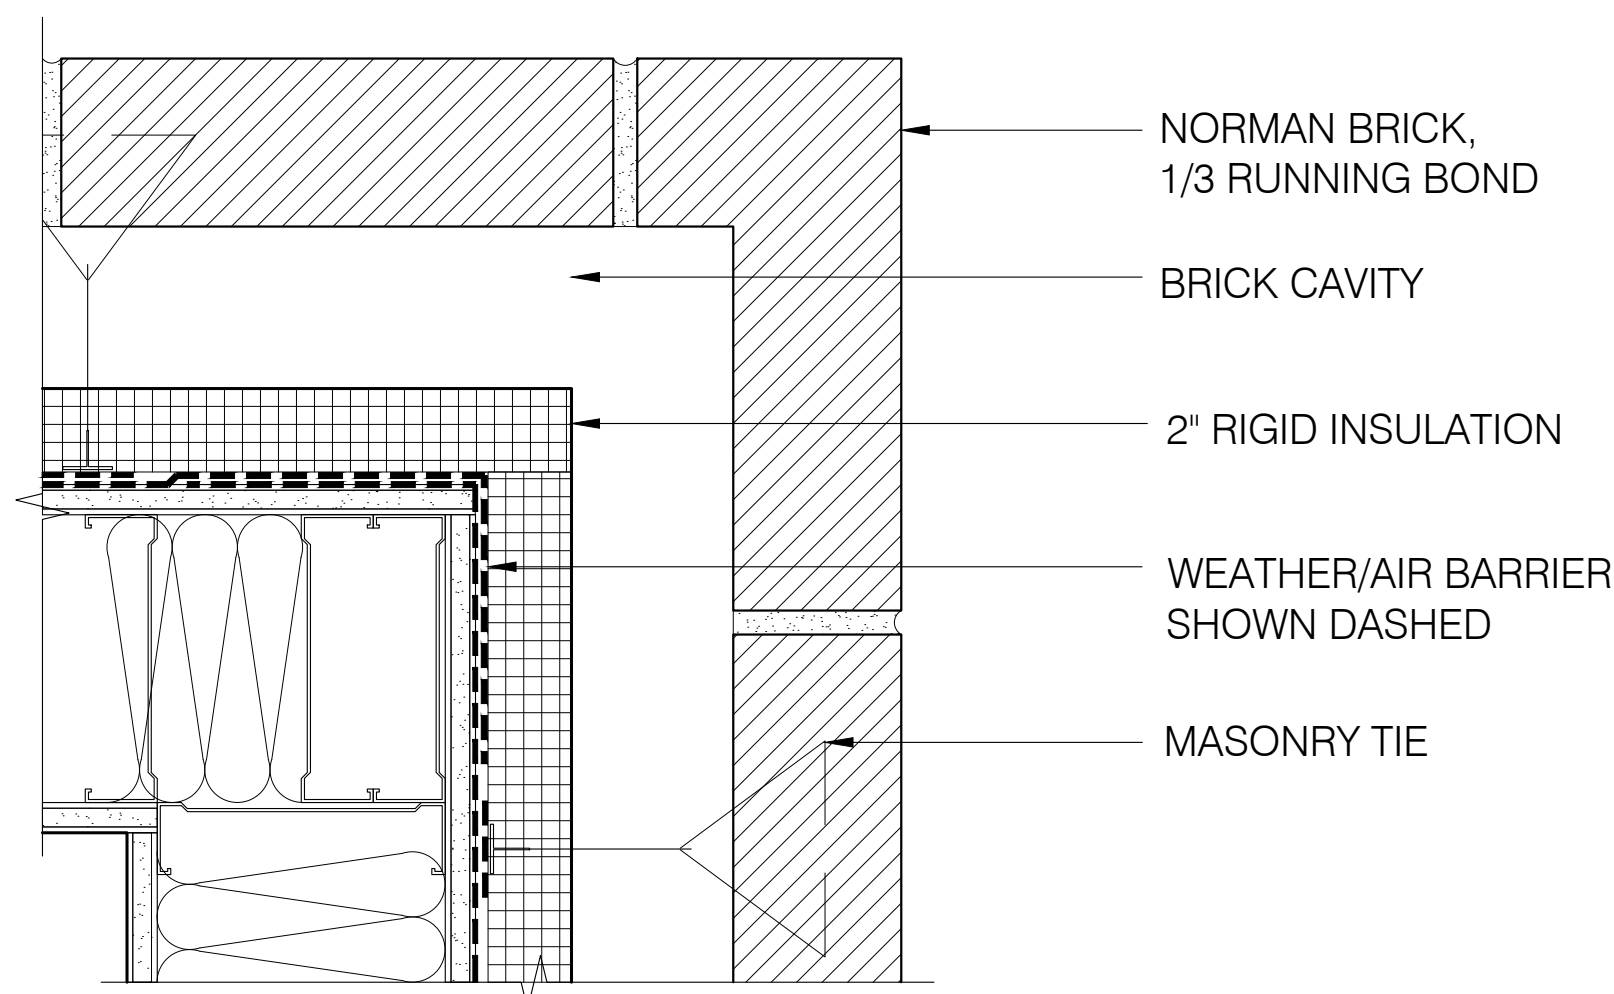 NORMAN BRICK,
1/3 RUNNING BOND
BRICK CAVITY
2" RIGID INSULATION
WEATHER/AIR BARRIER
SHOWN DASHED
MASONRY TIE